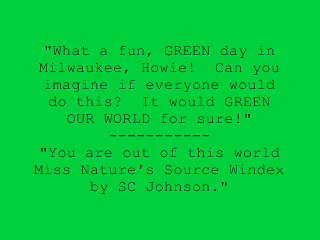 "What a fun, GREEN day in
Milwaukee, Howie!  Can you
imagine if everyone would
do this?  It would GREEN
OUR WORLD for sure!"
-----------
"You are out of this world
Miss Nature's Source Windex
by SC Johnson."